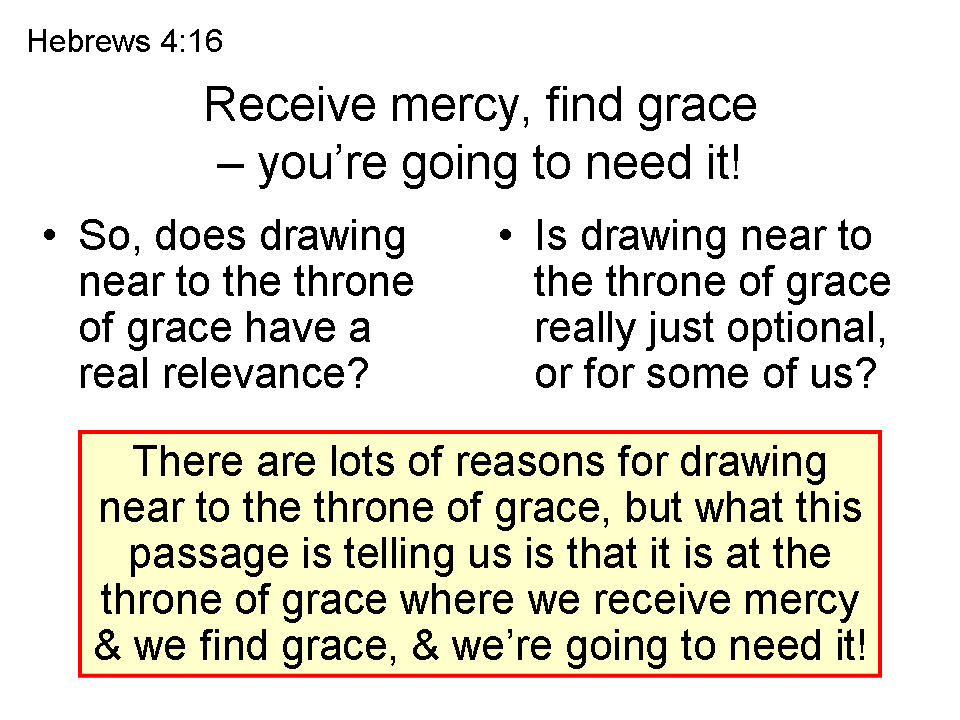 Hebrews 4:16
Receive mercy, find grace
– you’re going to need it!
• So, does drawing
near to the throne
of grace have a
real relevance?
• Is drawing near to
the throne of grace
really just optional,
or for some of us?
There are lots of reasons for drawing
near to the throne of grace, but what this
passage is telling us is that it is at the
throne of grace where we receive mercy
& we find grace, & we’re going to need it!